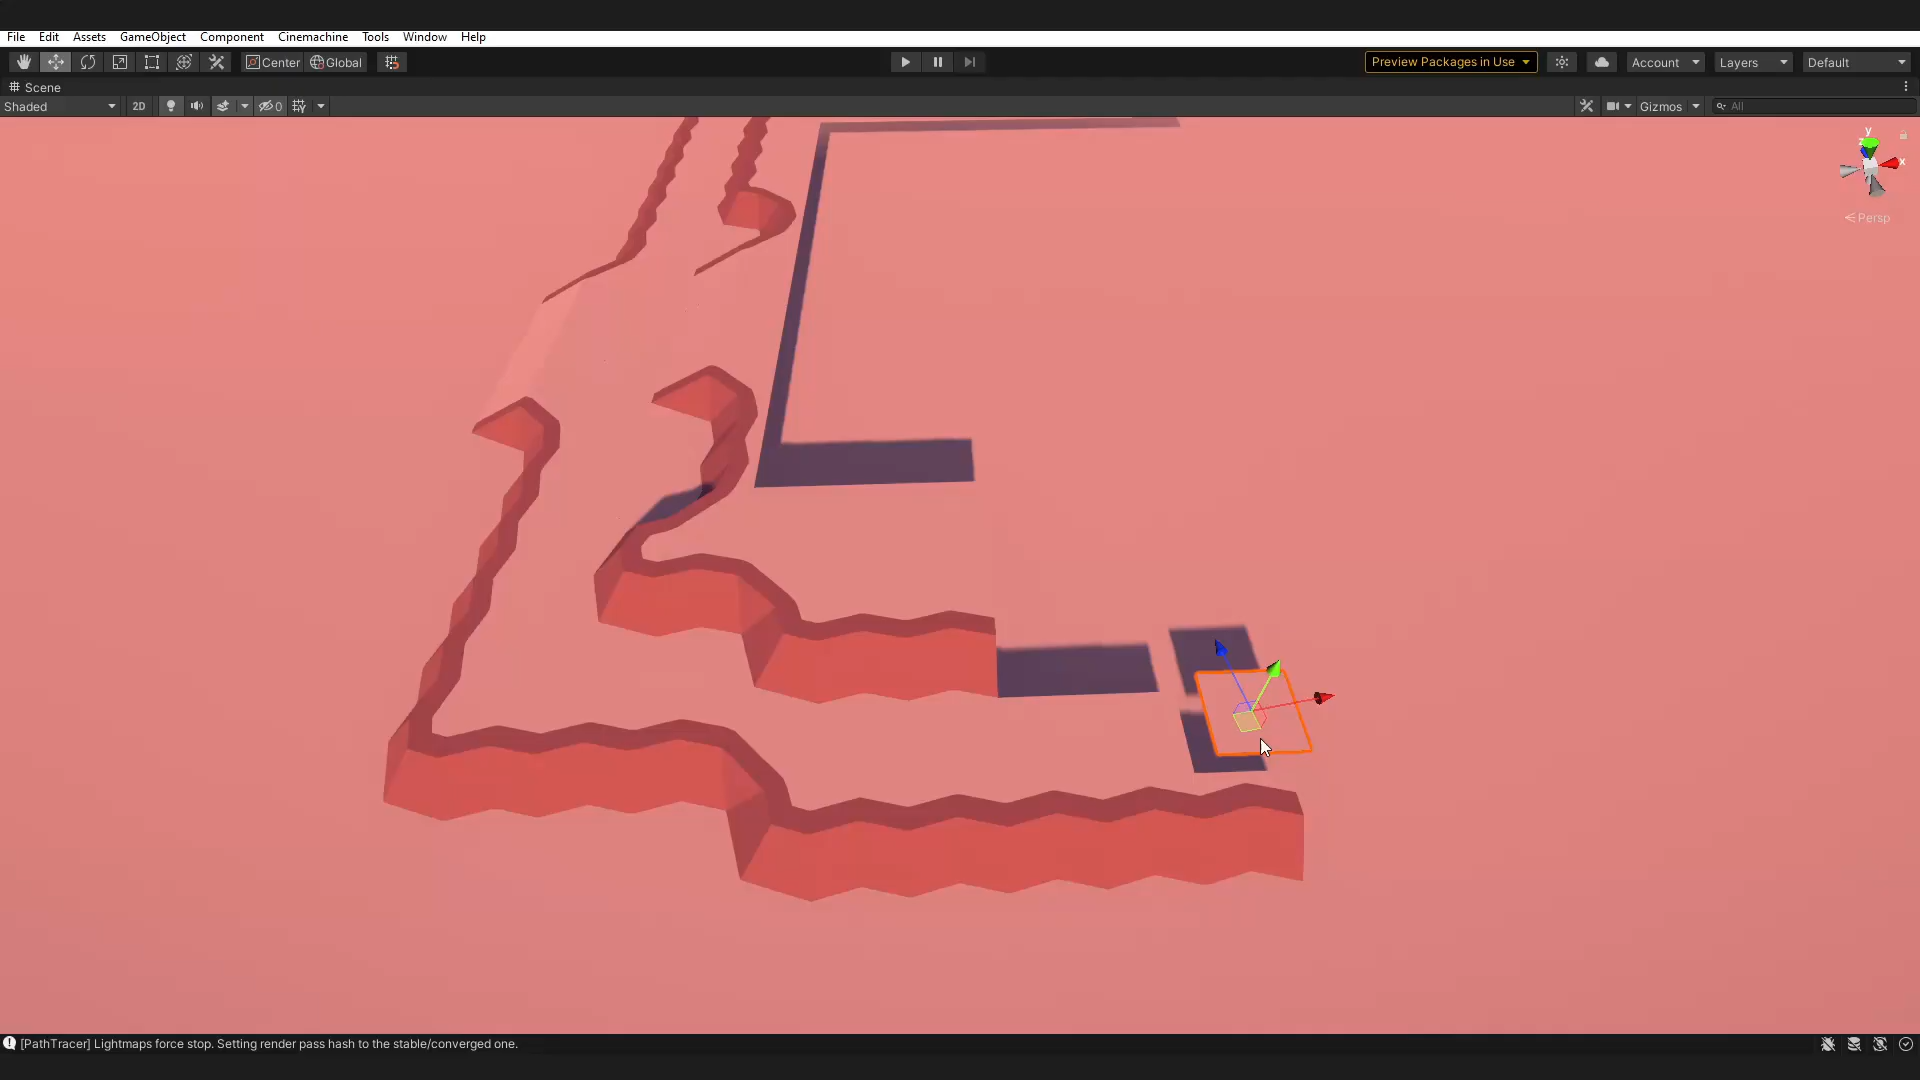 File Edit Assets GameObject Component Cinemachine Tools Window Help
Center Global Preview Packages in Use Account Layers Default
Scene
Shaded 2D 0 Gizmos All
y
x
z
Persp
[PathTracer] Lightmaps force stop. Setting render pass hash to the stable/converged one.